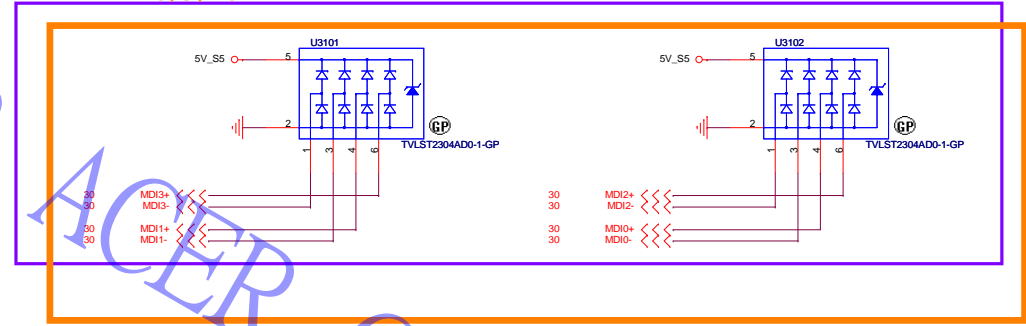 U3101
U3102
5V_S5 5
5V_S5 5
2
2
GP
GP
TVLST2304AD0-1-GP
TVLST2304AD0-1-GP
1 3 4 6
1 3 4 6
30 MDI3+
30 MDI3-
30 MDI1+
30 MDI1-
30 MDI2+
30 MDI2-
30 MDI0+
30 MDI0-
ACER